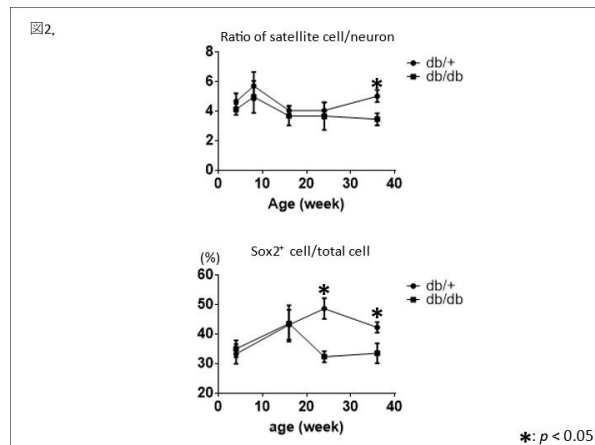 図2.
Ratio of satellite cell/neuron
db/+
db/db
8
6
4
2
0
*
0 10 20 30 40
Age (week)
Sox2⁺ cell/total cell
(%)
db/+
db/db
60
50
40
30
20
*
*
0 10 20 30 40
age (week)
*: p < 0.05